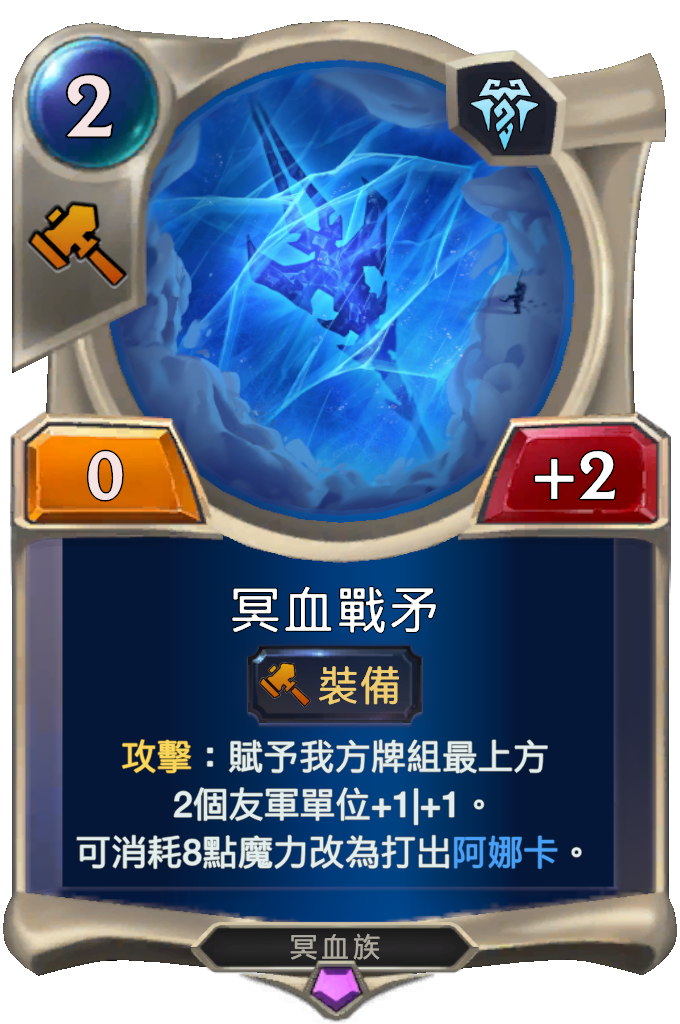 2
0
+2
冥血戰矛
裝備
攻擊：賦予我方牌組最上方
2個友軍單位+1|+1。
可消耗8點魔力改為打出阿娜卡。
冥血族